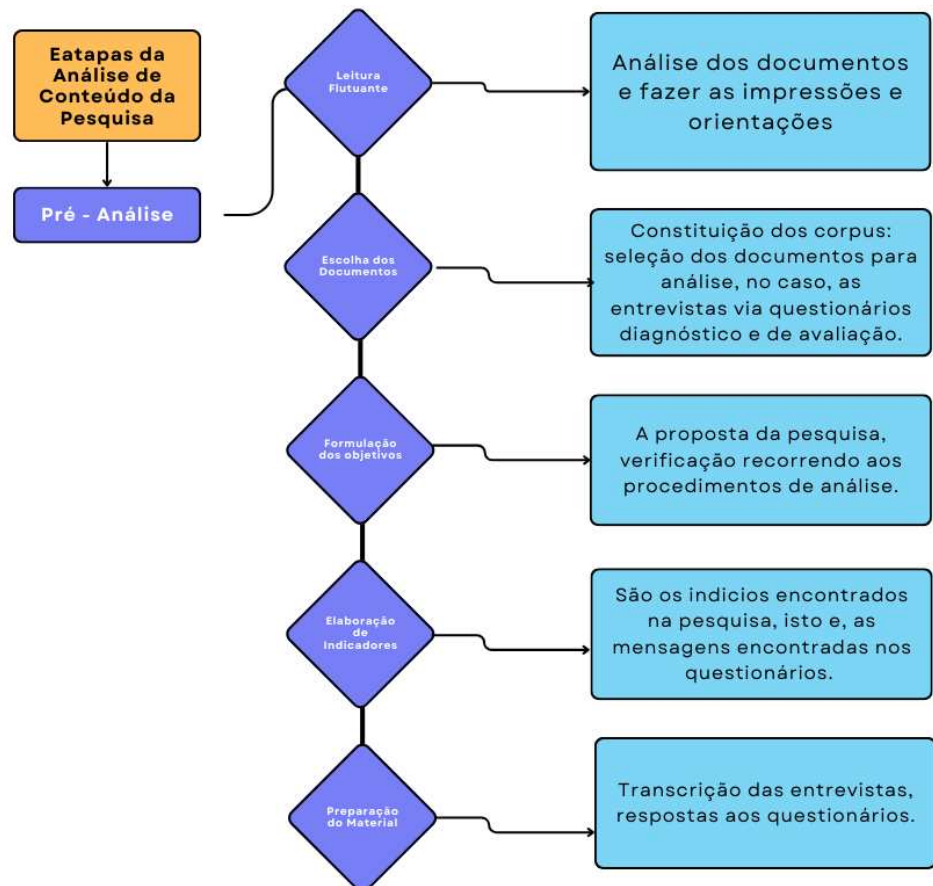 Eatapas da
Análise de
Conteúdo da
Pesquisa
Pré - Análise
Leitura
Flutuante
Análise dos documentos
e fazer as impressões e
orientações
Escolha dos
Documentos
Constituição dos corpus:
seleção dos documentos para
análise, no caso, as
entrevistas via questionários
diagnóstico e de avaliação.
Formulação
dos objetivos
A proposta da pesquisa,
verificação recorrendo aos
procedimentos de análise.
Elaboração
de
Indicadores
São os indicios encontrados
na pesquisa, isto e, as
mensagens encontradas nos
questionários.
Preparação
do Material
Transcrição das entrevistas,
respostas aos questionários.